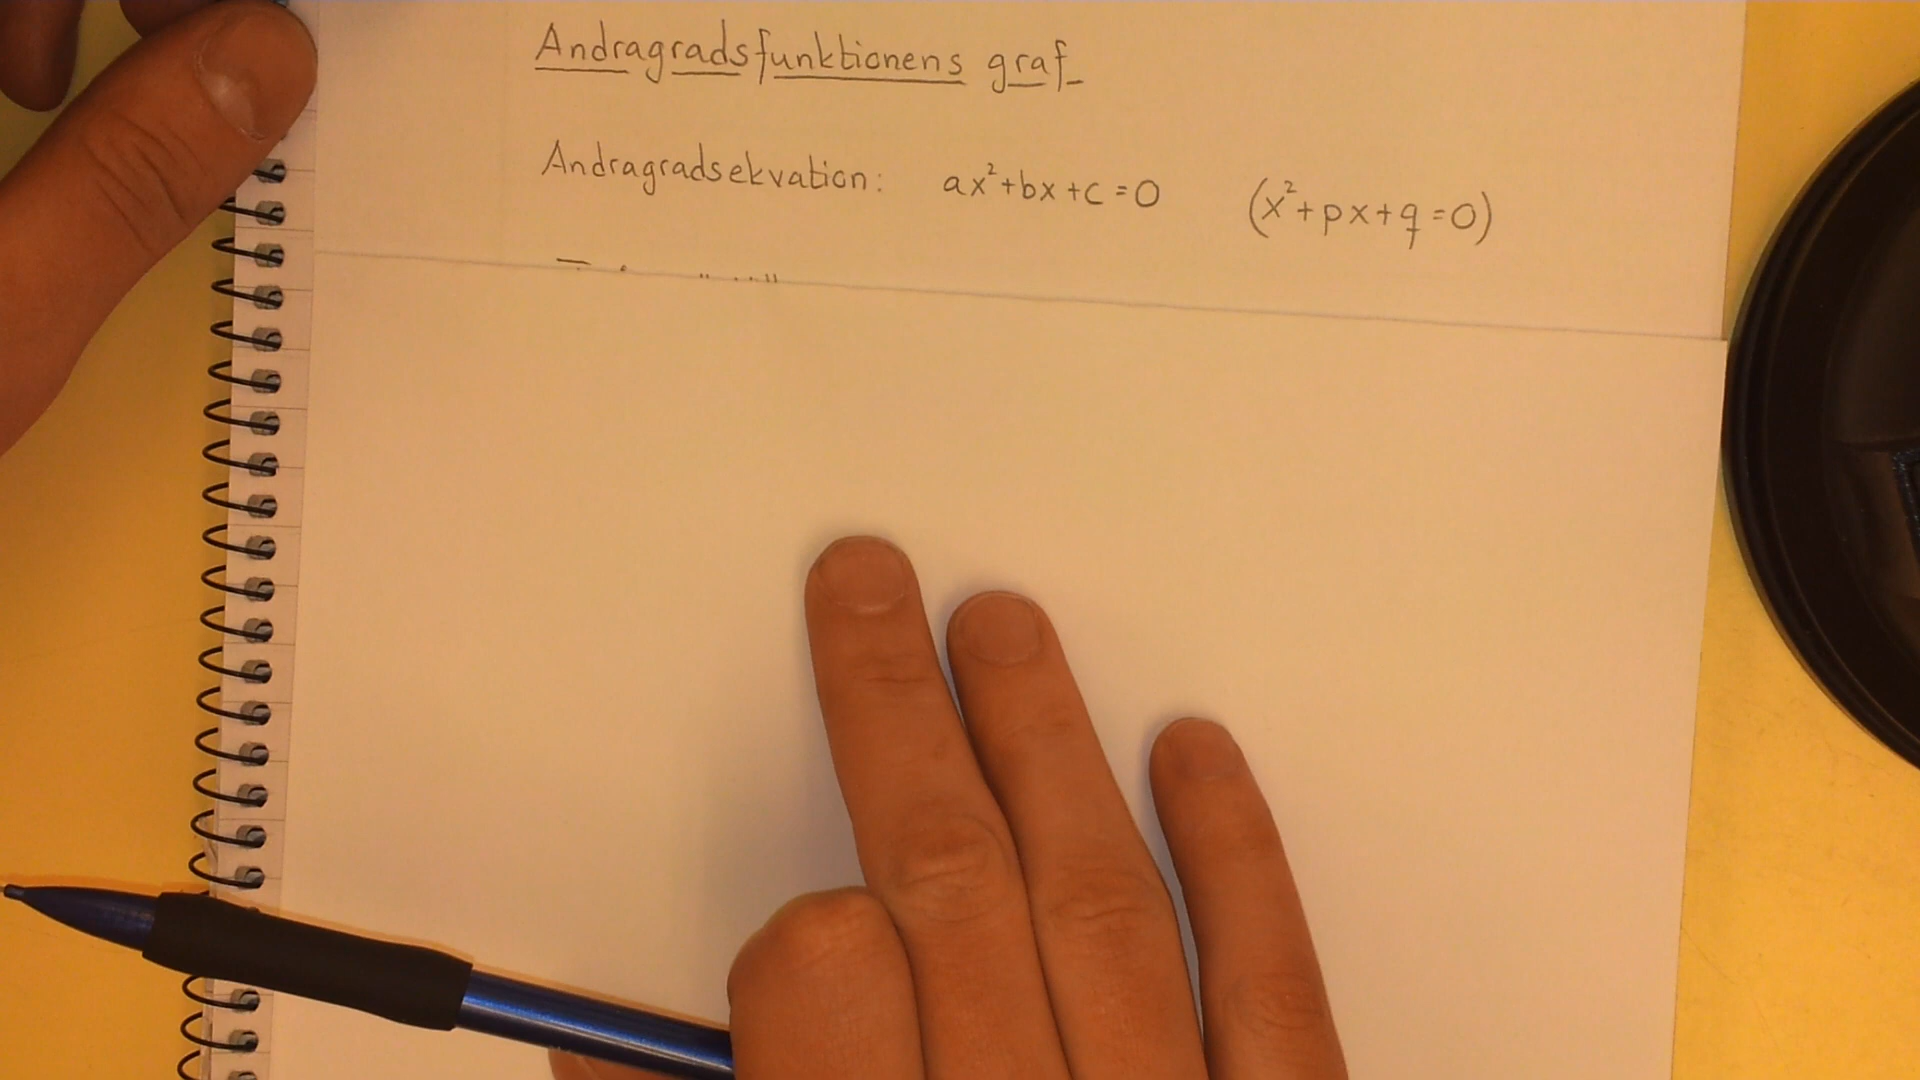 Andragradsfunktionens graf
Andragradsekvation: ax²+bx+c=0 (x²+px+q=0)